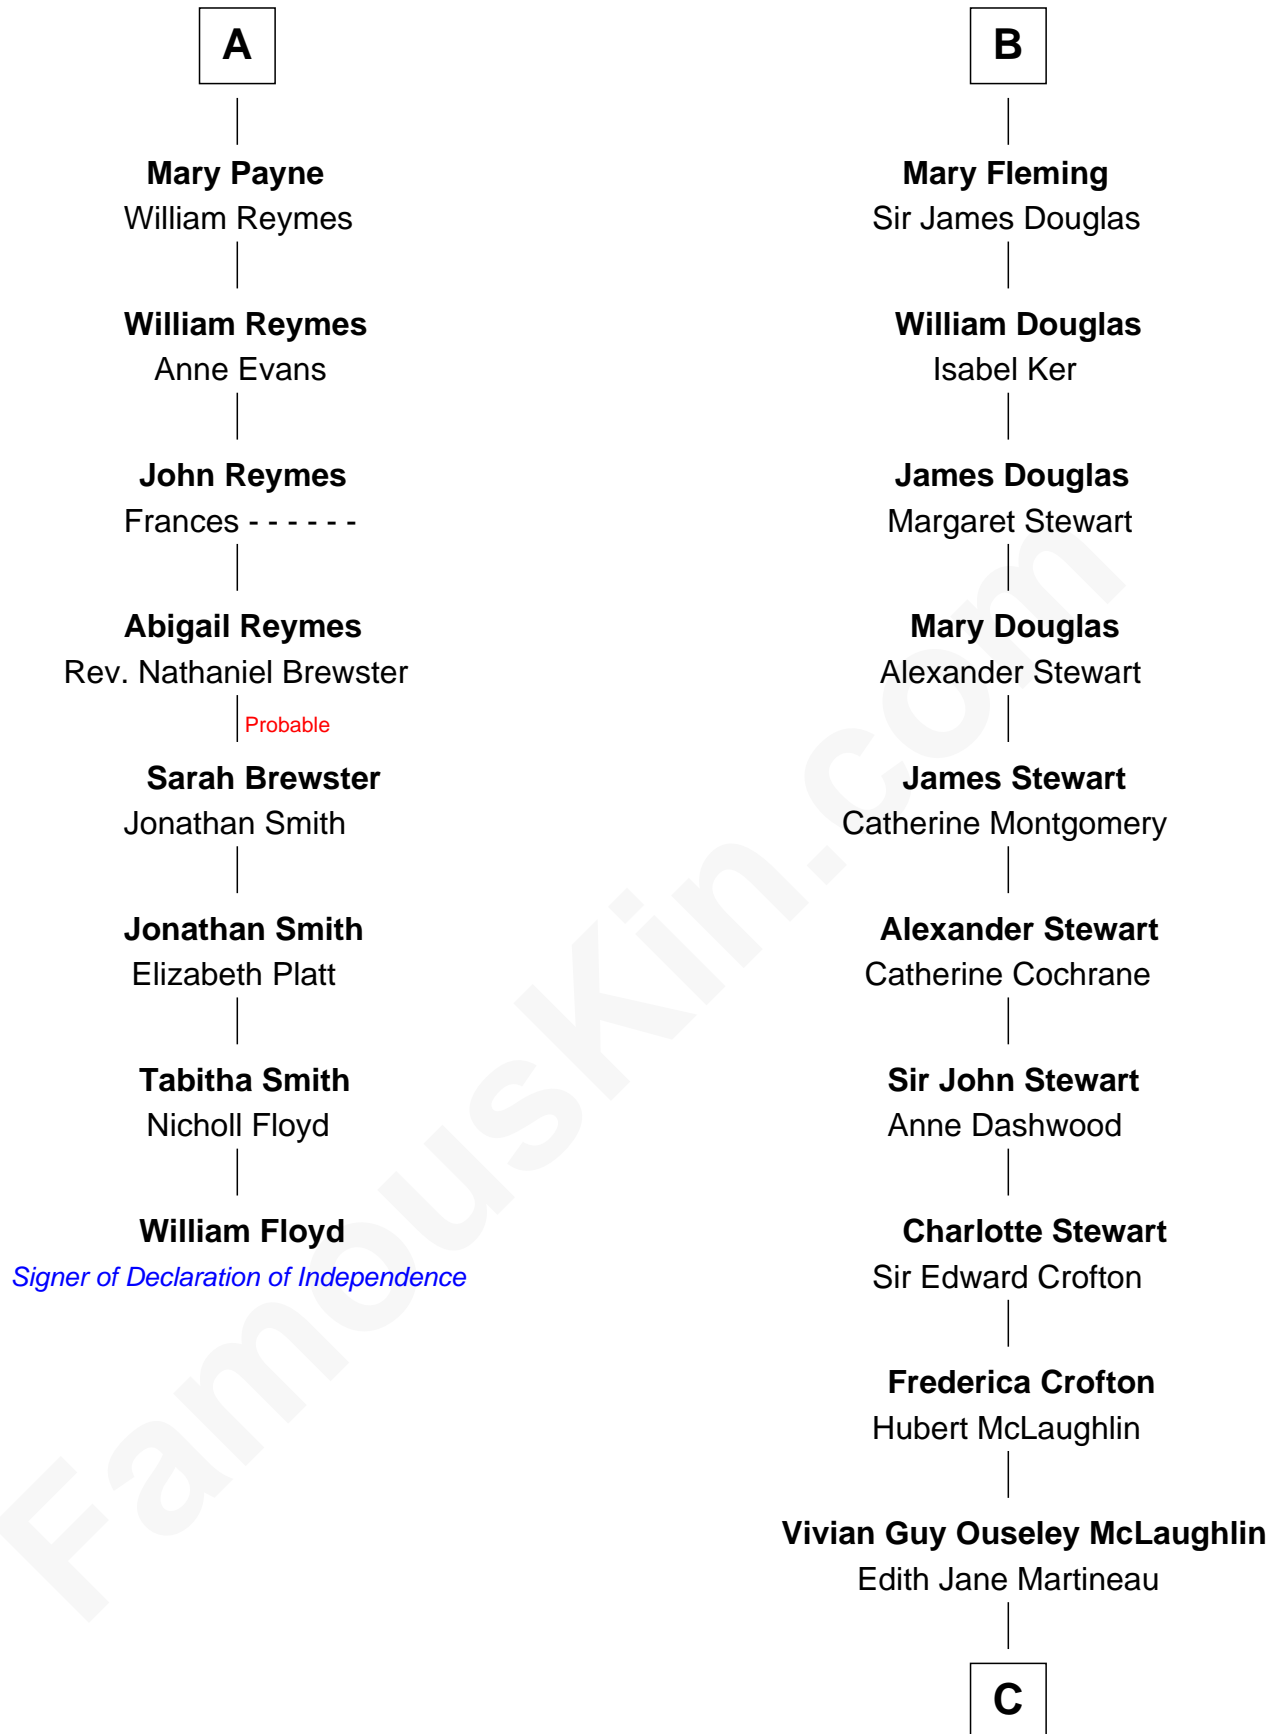 A
Mary Payne
William Reymes
William Reymes
Anne Evans
John Reymes
Frances - - - - - -
Abigail Reymes
Rev. Nathaniel Brewster
Probable
Sarah Brewster
Jonathan Smith
Jonathan Smith
Elizabeth Platt
Tabitha Smith
Nicholl Floyd
William Floyd
Signer of Declaration of Independence
B
Mary Fleming
Sir James Douglas
William Douglas
Isabel Ker
James Douglas
Margaret Stewart
Mary Douglas
Alexander Stewart
James Stewart
Catherine Montgomery
Alexander Stewart
Catherine Cochrane
Sir John Stewart
Anne Dashwood
Charlotte Stewart
Sir Edward Crofton
Frederica Crofton
Hubert McLaughlin
Vivian Guy Ouseley McLaughlin
Edith Jane Martineau
C
FamousKin.com